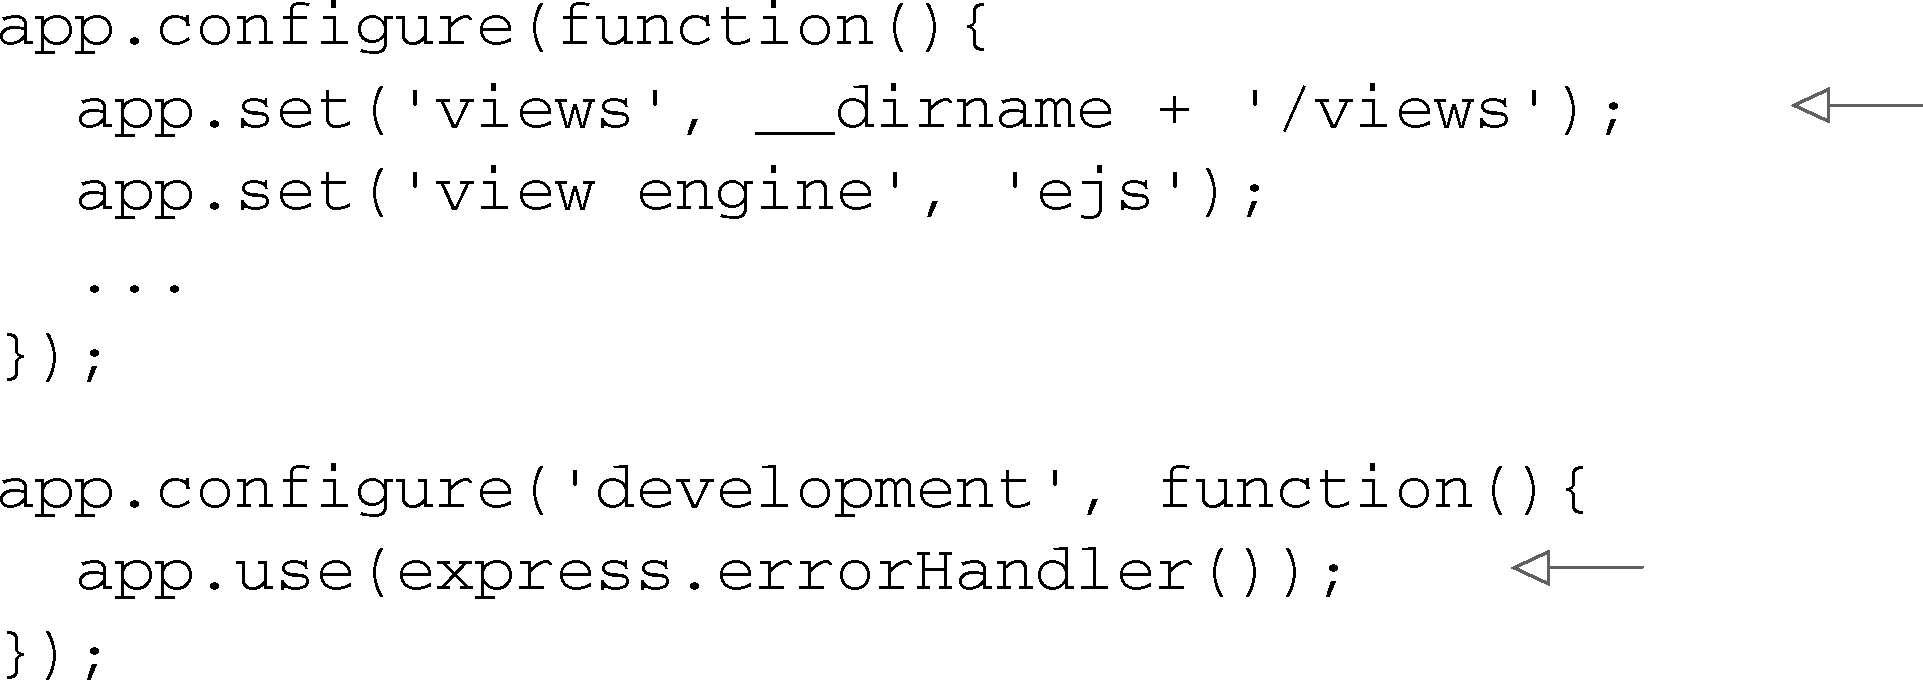 app.configure(function(){
  app.set('views', __dirname + '/views');
  app.set('view engine', 'ejs');
  ...
});

app.configure('development', function(){
  app.use(express.errorHandler());
});